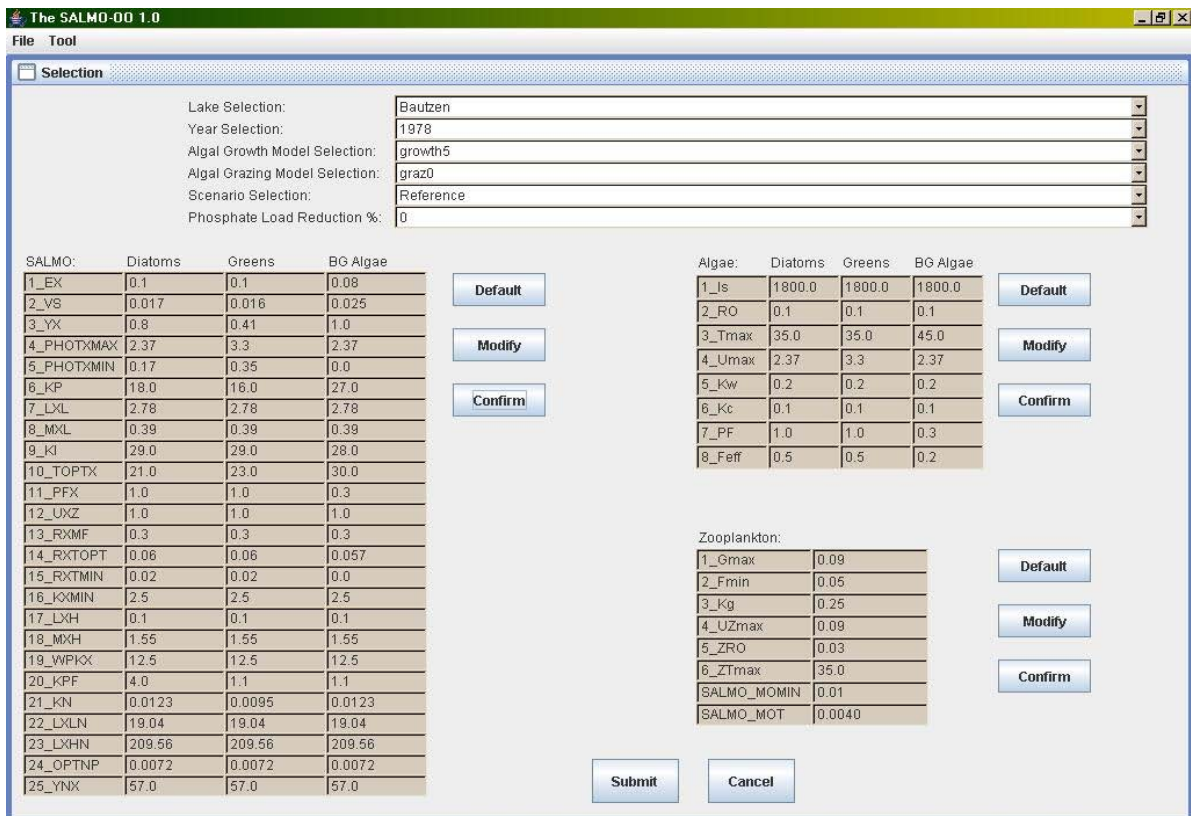 The SALMO-OO 1.0
File Tool
Selection
Lake Selection: Bautzen
Year Selection: 1978
Algal Growth Model Selection: growth5
Algal Grazing Model Selection: graz0
Scenario Selection: Reference
Phosphate Load Reduction %: 0
SALMO: Diatoms Greens BG Algae
1_EX 0.1 0.1 0.08
2_VS 0.017 0.016 0.025
3_YX 0.8 0.41 1.0
4_PHOTXMAX 2.37 3.3 2.37
5_PHOTXMIN 0.17 0.35 0.0
6_KP 18.0 16.0 27.0
7_LXL 2.78 2.78 2.78
8_MXL 0.39 0.39 0.39
9_KI 29.0 29.0 28.0
10_TOPTX 21.0 23.0 30.0
11_PFX 1.0 1.0 0.3
12_UXZ 1.0 1.0 1.0
13_RXMF 0.3 0.3 0.3
14_RXTOPT 0.06 0.06 0.057
15_RXTMIN 0.02 0.02 0.0
16_KXMIN 2.5 2.5 2.5
17_LXH 0.1 0.1 0.1
18_MXH 1.55 1.55 1.55
19_WPKX 12.5 12.5 12.5
20_KPF 4.0 1.1 1.1
21_KN 0.0123 0.0095 0.0123
22_LXLN 19.04 19.04 19.04
23_LXHN 209.56 209.56 209.56
24_OPTNP 0.0072 0.0072 0.0072
25_YNX 57.0 57.0 57.0
Default
Modify
Confirm
Algae: Diatoms Greens BG Algae
1_Is 1800.0 1800.0 1800.0
2_RO 0.1 0.1 0.1
3_Tmax 35.0 35.0 45.0
4_Umax 2.37 3.3 2.37
5_Kw 0.2 0.2 0.2
6_Kc 0.1 0.1 0.1
7_PF 1.0 1.0 0.3
8_Feff 0.5 0.5 0.2
Default
Modify
Confirm
Zooplankton:
1_Gmax 0.09
2_Fmin 0.05
3_Kg 0.25
4_UZmax 0.09
5_ZRO 0.03
6_ZTmax 35.0
SALMO_MOMIN 0.01
SALMO_MOT 0.0040
Default
Modify
Confirm
Submit Cancel